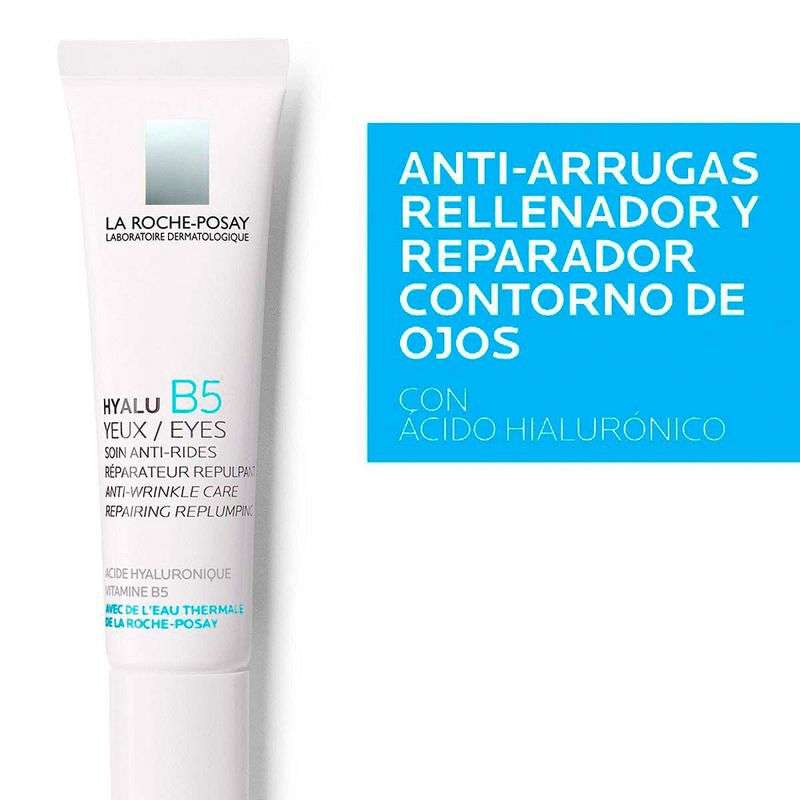 LA ROCHE-POSAY
LABORATOIRE DERMATOLOGIQUE
HYALU B5
YEUX / EYES
SOIN ANTI-RIDES
RÉPARATEUR REPULPANT
ANTI-WRINKLE CARE
REPAIRING REPLUMPING
ACIDE HYALURONIQUE
VITAMINE B5
AVEC DE L'EAU THERMALE
DE LA ROCHE-POSAY
ANTI-ARRUGAS
RELLENADOR Y
REPARADOR
CONTORNO DE
OJOS
CON
ÁCIDO HIALURÓNICO